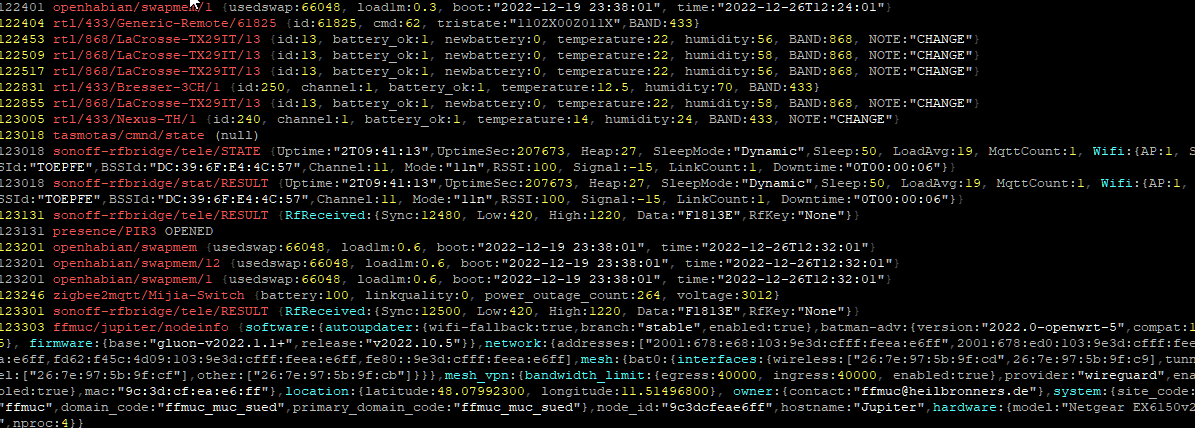 122401 openhabian/swapmem/1 {usedswap:66048, loadlm:0.3, boot:"2022-12-19 23:38:01", time:"2022-12-26T12:24:01"}
122404 rtl/433/Generic-Remote/61825 {id:61825, cmd:62, tristate:"110ZX00Z011X",BAND:433}
122453 rtl/868/LaCrosse-TX29IT/13 {id:13, battery_ok:1, newbattery:0, temperature:22, humidity:56, BAND:868, NOTE:"CHANGE"}
122509 rtl/868/LaCrosse-TX29IT/13 {id:13, battery_ok:1, newbattery:0, temperature:22, humidity:58, BAND:868, NOTE:"CHANGE"}
122517 rtl/868/LaCrosse-TX29IT/13 {id:13, battery_ok:1, newbattery:0, temperature:22, humidity:56, BAND:868, NOTE:"CHANGE"}
122831 rtl/433/Bresser-3CH/1 {id:250, channel:1, battery_ok:1, temperature:12.5, humidity:70, BAND:433}
122855 rtl/868/LaCrosse-TX29IT/13 {id:13, battery_ok:1, newbattery:0, temperature:22, humidity:58, BAND:868, NOTE:"CHANGE"}
123005 rtl/433/Nexus-TH/1 {id:240, channel:1, battery_ok:1, temperature:14, humidity:24, BAND:433, NOTE:"CHANGE"}
123018 tasmotas/cmnd/state (null)
123018 sonoff-rfbridge/tele/STATE {Uptime:"2T09:41:13",UptimeSec:207673, Heap:27, SleepMode:"Dynamic",Sleep:50, LoadAvg:19, MqttCount:1, Wifi:{AP:1, S
SId:"TOEPFE",BSSId:"DC:39:6F:E4:4C:57",Channel:11, Mode:"11n",RSSI:100, Signal:-15, LinkCount:1, Downtime:"0T00:00:06"}}
123018 sonoff-rfbridge/stat/RESULT {Uptime:"2T09:41:13",UptimeSec:207673, Heap:27, SleepMode:"Dynamic",Sleep:50, LoadAvg:19, MqttCount:1, Wifi:{AP:1,
SSId:"TOEPFE",BSSId:"DC:39:6F:E4:4C:57",Channel:11, Mode:"11n",RSSI:100, Signal:-15, LinkCount:1, Downtime:"0T00:00:06"}}
123131 sonoff-rfbridge/tele/RESULT {RfReceived:{Sync:12480, Low:420, High:1220, Data:"F1813E",RfKey:"None"}}
123131 presence/PIR3 OPENED
123201 openhabian/swapmem {usedswap:66048, loadlm:0.6, boot:"2022-12-19 23:38:01", time:"2022-12-26T12:32:01"}
123201 openhabian/swapmem/12 {usedswap:66048, loadlm:0.6, boot:"2022-12-19 23:38:01", time:"2022-12-26T12:32:01"}
123201 openhabian/swapmem/1 {usedswap:66048, loadlm:0.6, boot:"2022-12-19 23:38:01", time:"2022-12-26T12:32:01"}
123246 zigbee2mqtt/Mijia-Switch {battery:100, linkquality:0, power_outage_count:264, voltage:3012}
123301 sonoff-rfbridge/tele/RESULT {RfReceived:{Sync:12500, Low:420, High:1220, Data:"F1813E",RfKey:"None"}}
123303 ffmuc/jupiter/nodeinfo {software:{autoupdater:{wifi-fallback:true,branch:"stable",enabled:true},batman-adv:{version:"2022.0-openwrt-5",compat:1
5}, firmware:{base:"gluon-v2022.1.1+",release:"v2022.10.5"}},network:{addresses:["2001:678:e68:103:9e3d:cfff:feea:e6ff","2001:678:ed0:103:9e3d:cfff:fee
a:e6ff,fd62:f45c:4d09:103:9e3d:cfff:feea:e6ff,fe80::9e3d:cfff:feea:e6ff],mesh:{bat0:{interfaces:{wireless:["26:7e:97:5b:9f:cd","26:7e:97:5b:9f:c9],tunn
el:["26:7e:97:5b:9f:cf"],other:["26:7e:97:5b:9f:cb"]}}},mesh_vpn:{bandwidth_limit:{egress:40000, ingress:40000, enabled:true},provider:"wireguard",ena
bled:true},mac:"9c:3d:cf:ea:e6:ff"},location:{latitude:48.07992300, longitude:11.51496800}, owner:{contact:"ffmuc@heilbronners.de"},system:{site_code:
"ffmuc",domain_code:"ffmuc_muc_sued",primary_domain_code:"ffmuc_muc_sued"},node_id:"9c3dcfeae6ff",hostname:"Jupiter",hardware:{model:"Netgear EX6150v2
",nproc:4}}